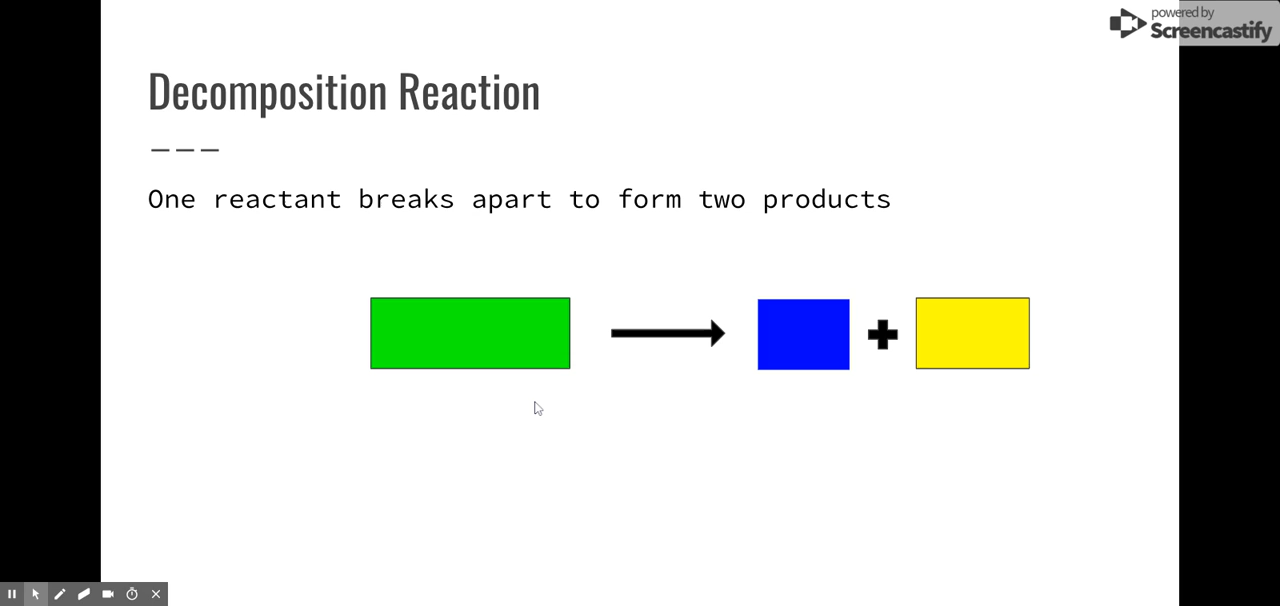 powered by
Screencastify
Decomposition Reaction
One reactant breaks apart to form two products